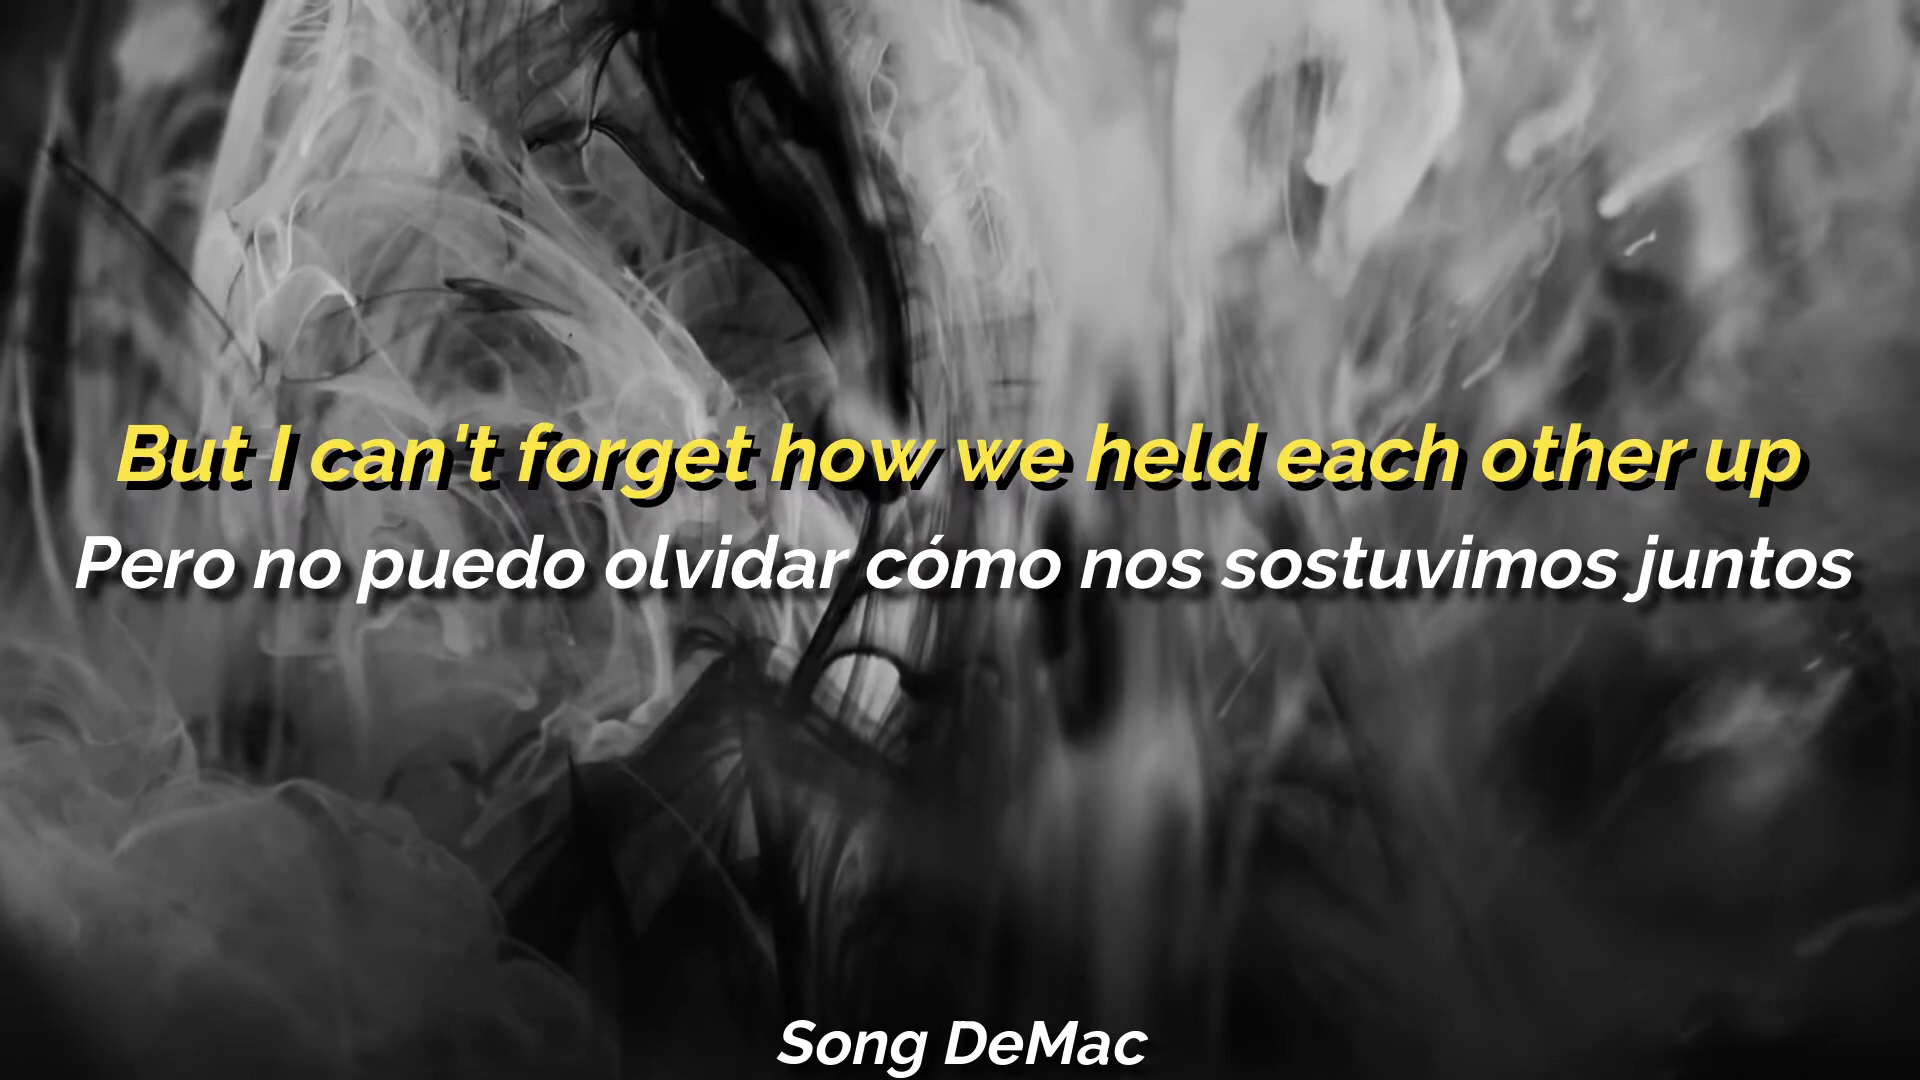 But I can't forget how we held each other up
Pero no puedo olvidar cómo nos sostuvimos juntos
Song DeMac